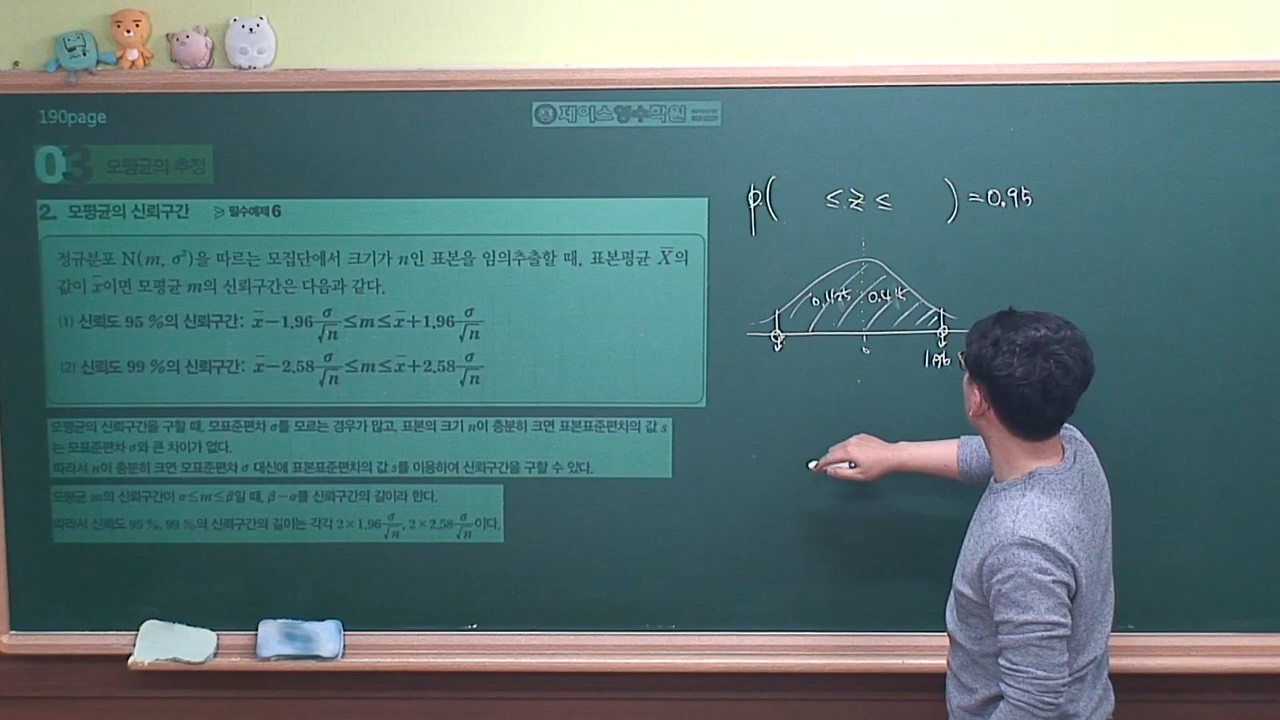 190page
제이스영수학원
03 모평균의 추정
2. 모평균의 신뢰구간 ≫ 필수예제 6
정규분포 N(m, σ²)을 따르는 모집단에서 크기가 n인 표본을 임의추출할 때, 표본평균 X̄의
값이 x̄이면 모평균 m의 신뢰구간은 다음과 같다.
(1) 신뢰도 95 %의 신뢰구간: x̄−1.96 σ/√n ≤m≤ x̄+1.96 σ/√n
(2) 신뢰도 99 %의 신뢰구간: x̄−2.58 σ/√n ≤m≤ x̄+2.58 σ/√n
모평균의 신뢰구간을 구할 때, 모표준편차 σ를 모르는 경우가 많고, 표본의 크기 n이 충분히 크면 표본표준편차의 값 s
는 모표준편차 σ와 큰 차이가 없다.
따라서 n이 충분히 크면 모표준편차 σ 대신에 표본표준편차의 값 s를 이용하여 신뢰구간을 구할 수 있다.
모평균 m의 신뢰구간이 α≤m≤β일 때, β−α를 신뢰구간의 길이라 한다.
따라서 신뢰도 95 %, 99 %의 신뢰구간의 길이는 각각 2×1.96 σ/√n, 2×2.58 σ/√n이다.
P( ≤ Z ≤ ) = 0.95
0
1.96